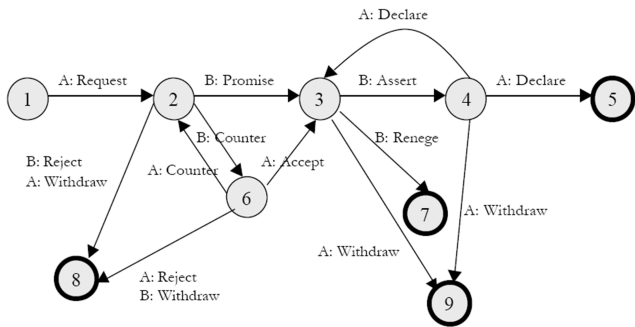 A: Declare
A: Request
B: Promise
B: Assert
A: Declare
1
2
3
4
5
B: Counter
B: Renege
B: Reject
A: Withdraw
A: Counter
A: Accept
6
7
A: Withdraw
A: Withdraw
8
A: Reject
B: Withdraw
9